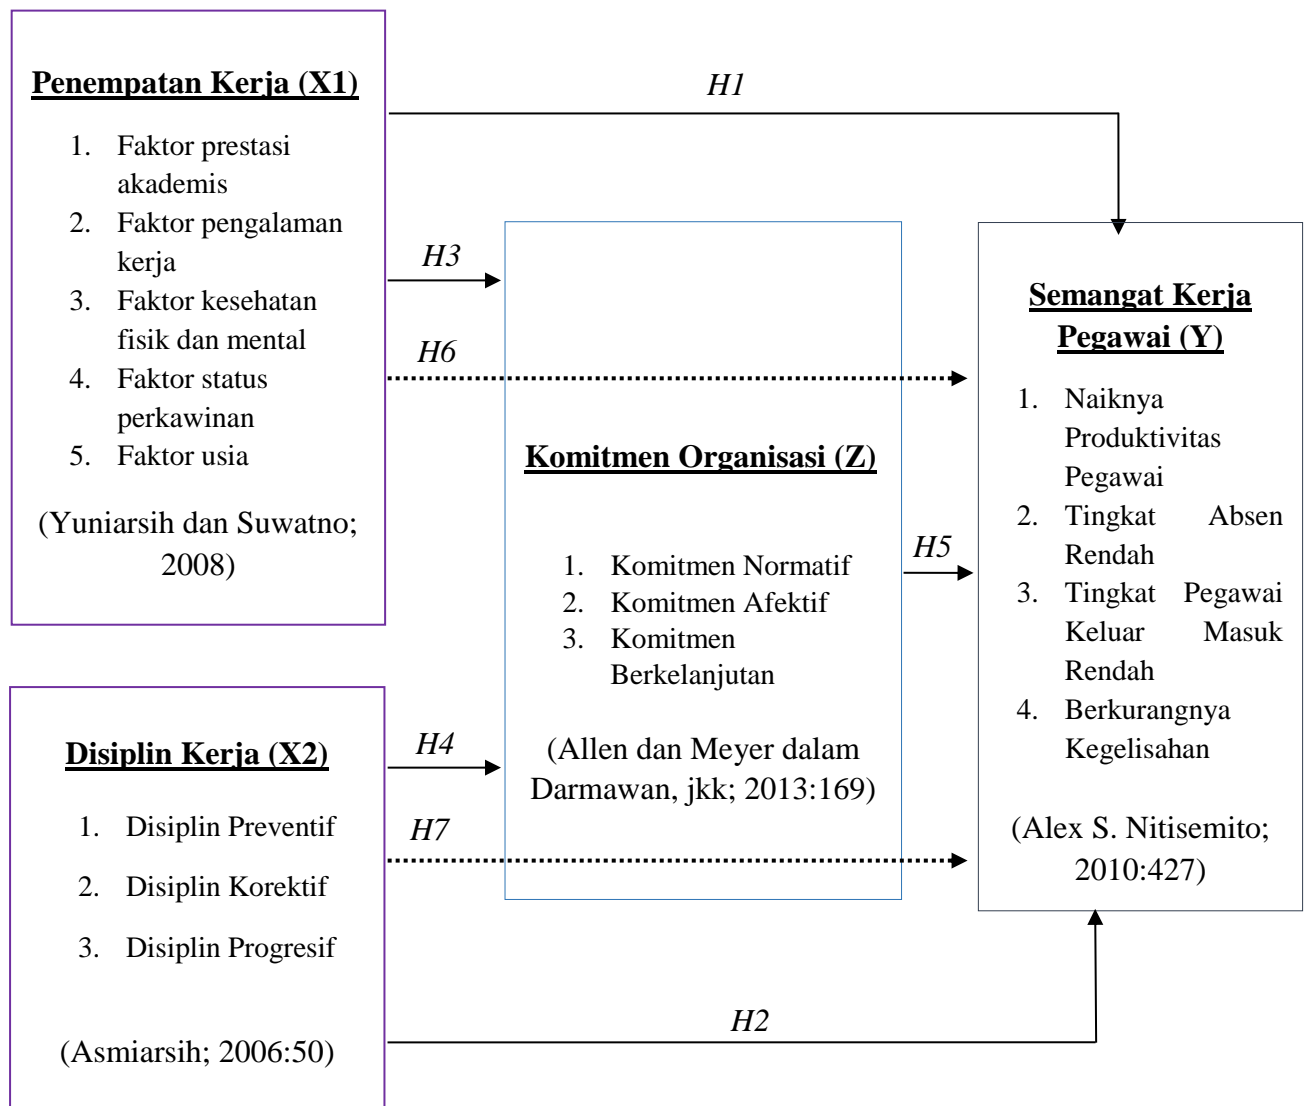 Penempatan Kerja (X1)
1. Faktor prestasi
akademis
2. Faktor pengalaman
kerja
3. Faktor kesehatan
fisik dan mental
4. Faktor status
perkawinan
5. Faktor usia
(Yuniarsih dan Suwatno;
2008)
H1
H3
H6
Komitmen Organisasi (Z)
1. Komitmen Normatif
2. Komitmen Afektif
3. Komitmen
Berkelanjutan
(Allen dan Meyer dalam
Darmawan, jkk; 2013:169)
H5
Semangat Kerja
Pegawai (Y)
1. Naiknya
Produktivitas
Pegawai
2. Tingkat Absen
Rendah
3. Tingkat Pegawai
Keluar Masuk
Rendah
4. Berkurangnya
Kegelisahan
(Alex S. Nitisemito;
2010:427)
Disiplin Kerja (X2)
1. Disiplin Preventif
2. Disiplin Korektif
3. Disiplin Progresif
(Asmiarsih; 2006:50)
H4
H7
H2